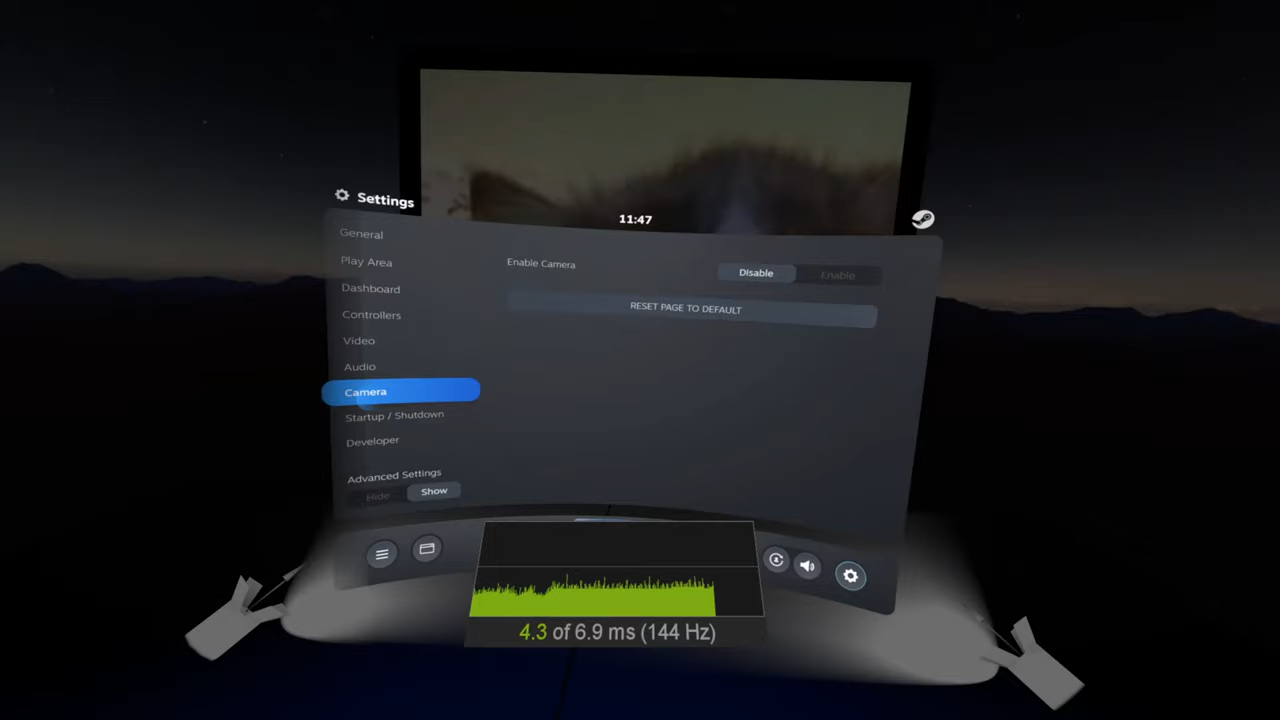 Settings
11:47
General
Play Area
Dashboard
Controllers
Video
Audio
Camera
Startup / Shutdown
Developer
Advanced Settings
Hide Show
Enable Camera
Disable Enable
RESET PAGE TO DEFAULT
4.3 of 6.9 ms (144 Hz)